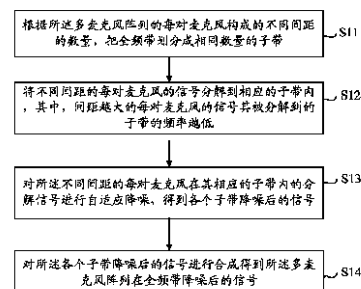 根据所述多麦克风阵列的每对麦克风构成的不同间距
的数量，把全频带划分成相同数量的子带
S11
将不同间距的每对麦克风的信号分解到相应的子带内
，其中，间距越大的每对麦克风的信号其被分解到的
子带的频率越低
S12
对所述不同间距的每对麦克风在其相应的子带内的分
解信号进行自适应降噪，得到各个子带降噪后的信号
S13
对所述各个子带降噪后的信号进行合成得到所述多麦
克风阵列在全频带降噪后的信号
S14